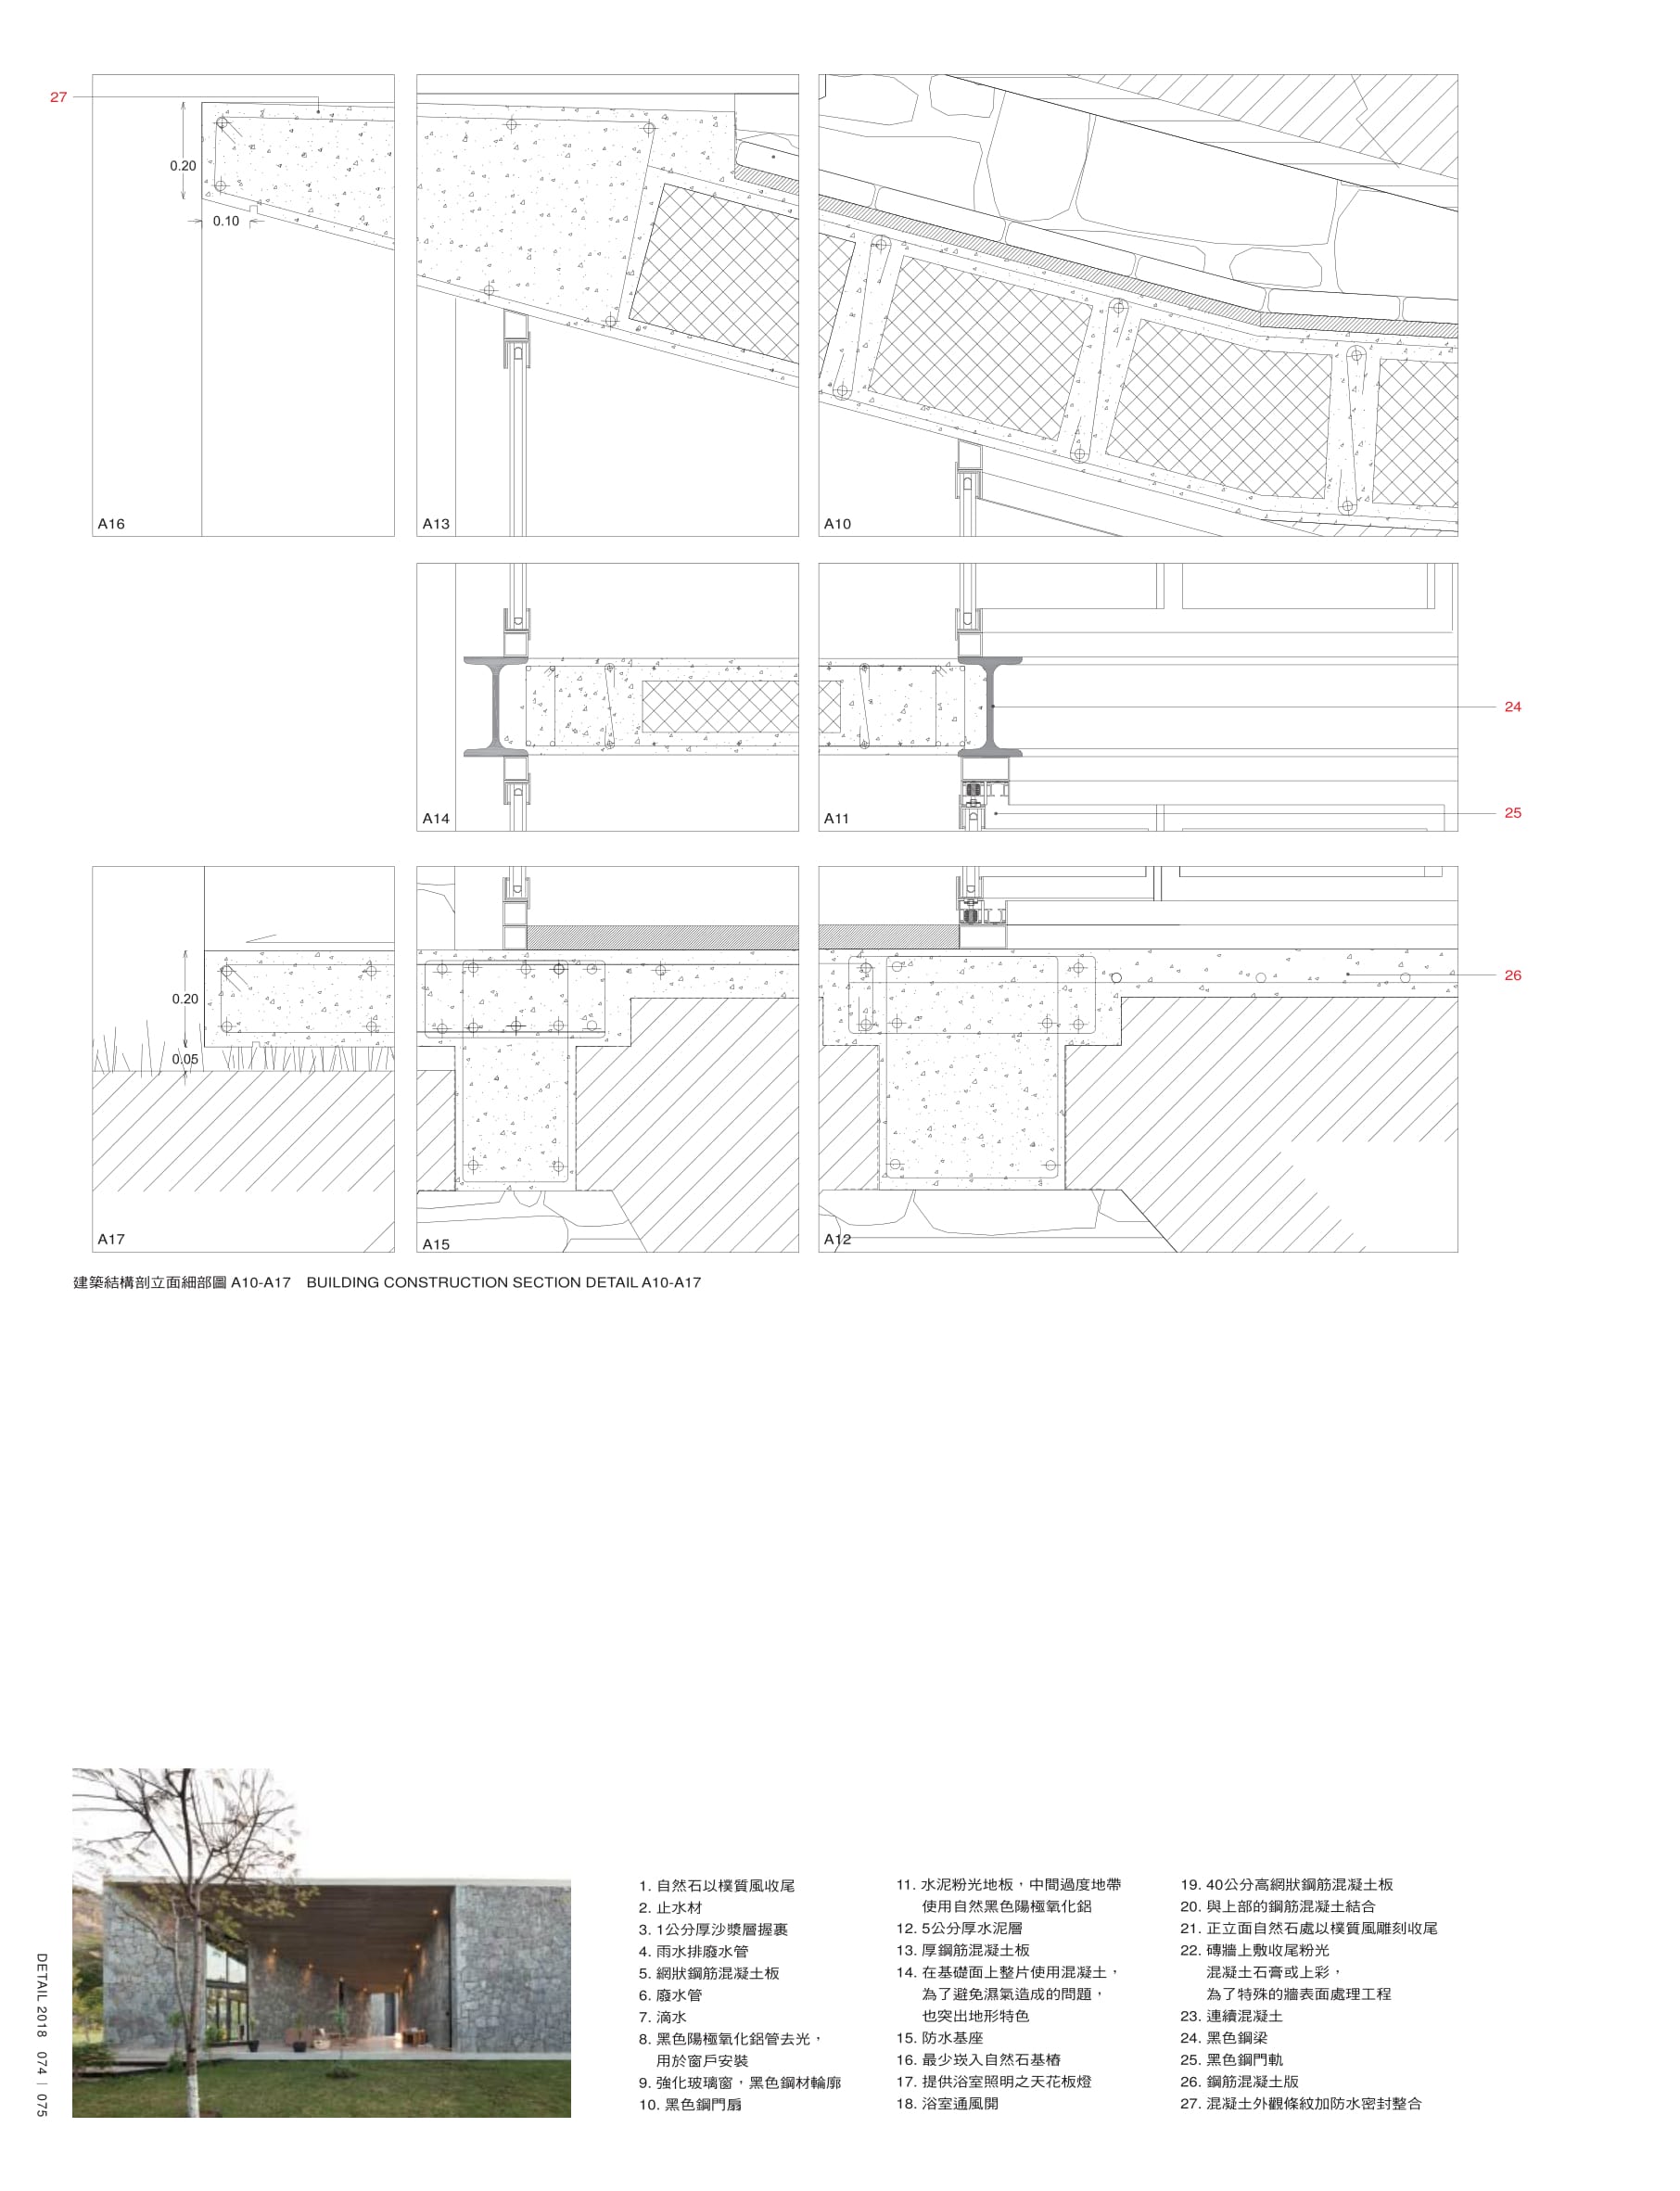 27
0.20
0.10
A16
A13
A10
A14
A11
24
25
0.20
0.05
A17
A15
A12
26
建築結構剖立面細部圖 A10-A17 BUILDING CONSTRUCTION SECTION DETAIL A10-A17
DETAIL 2018 074 | 075
1. 自然石以樸質風收尾
2. 止水材
3. 1公分厚沙漿層握裹
4. 雨水排廢水管
5. 網狀鋼筋混凝土板
6. 廢水管
7. 滴水
8. 黑色陽極氧化鋁管去光，
用於窗戶安裝
9. 強化玻璃窗，黑色鋼材輪廓
10. 黑色鋼門扇
11. 水泥粉光地板，中間過度地帶
使用自然黑色陽極氧化鋁
12. 5公分厚水泥層
13. 厚鋼筋混凝土板
14. 在基礎面上整片使用混凝土，
為了避免濕氣造成的問題，
也突出地形特色
15. 防水基座
16. 最少崁入自然石基樁
17. 提供浴室照明之天花板燈
18. 浴室通風開
19. 40公分高網狀鋼筋混凝土板
20. 與上部的鋼筋混凝土結合
21. 正立面自然石處以樸質風雕刻收尾
22. 磚牆上敷收尾粉光
混凝土石膏或上彩，
為了特殊的牆表面處理工程
23. 連續混凝土
24. 黑色鋼梁
25. 黑色鋼門軌
26. 鋼筋混凝土版
27. 混凝土外觀條紋加防水密封整合